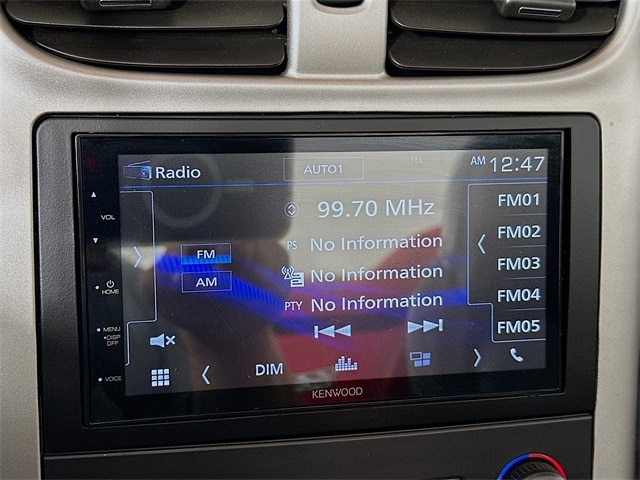 Radio
AUTO1
TEL
AM 12:47
VOL
HOME
MENU
DISP
OFF
VOICE
99.70 MHz
PS No Information
No Information
PTY No Information
FM
AM
FM01
FM02
FM03
FM04
FM05
DIM
KENWOOD